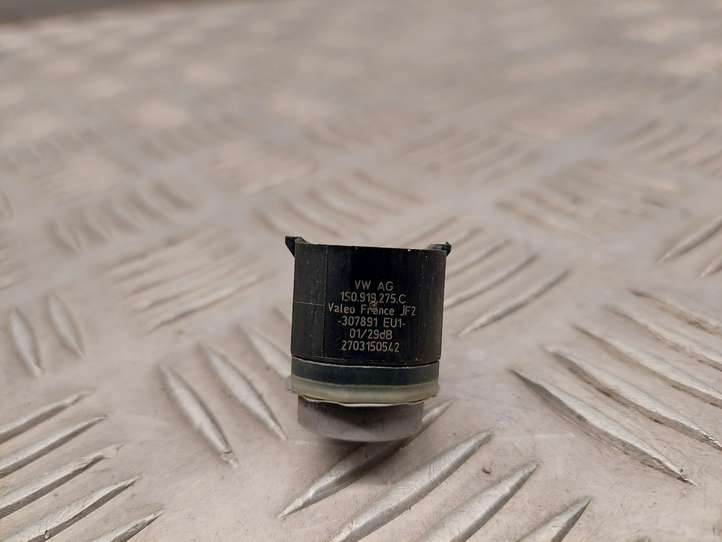 VW AG
1S0.919.275.C
Valeo France JF2
-307891 EU1-
01/29dB
2703150542